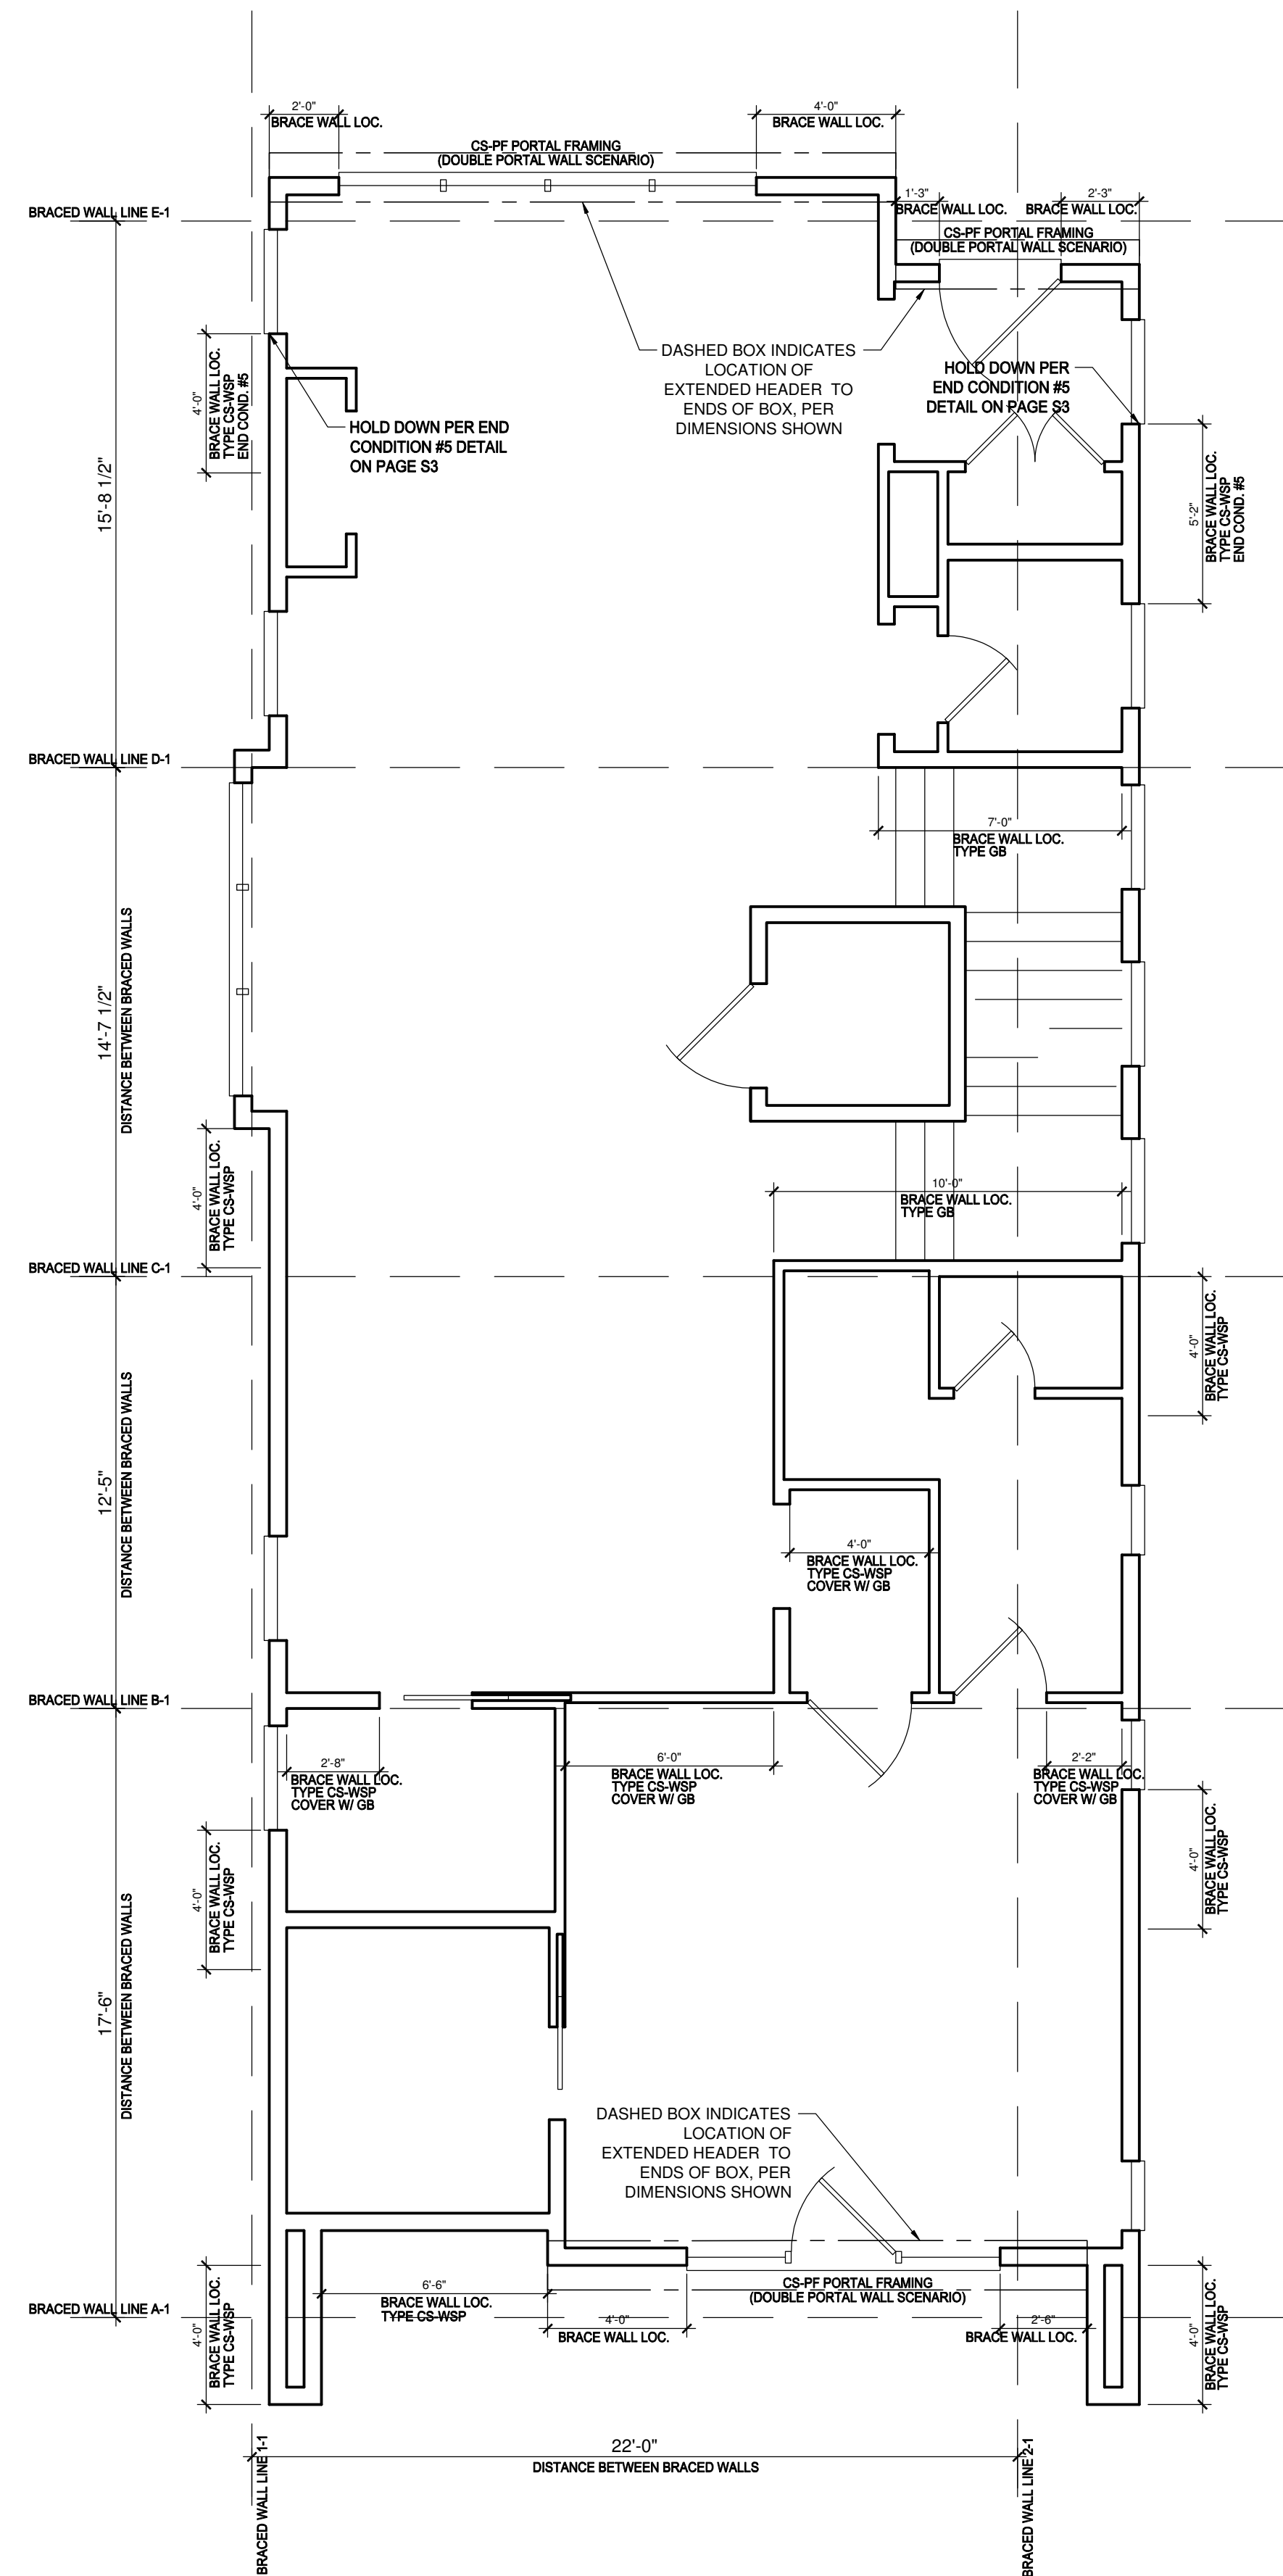 2'-0"
BRACE WALL LOC.
4'-0"
BRACE WALL LOC.
CS-PF PORTAL FRAMING
(DOUBLE PORTAL WALL SCENARIO)
1'-3"
BRACE WALL LOC.
2'-3"
BRACE WALL LOC.
BRACED WALL LINE E-1
CS-PF PORTAL FRAMING
(DOUBLE PORTAL WALL SCENARIO)
4'-0"
BRACE WALL LOC.
TYPE CS-WSP
END COND. #5
DASHED BOX INDICATES
LOCATION OF
EXTENDED HEADER TO
ENDS OF BOX, PER
DIMENSIONS SHOWN
HOLD DOWN PER
END CONDITION #5
DETAIL ON PAGE S3
HOLD DOWN PER END
CONDITION #5 DETAIL
ON PAGE S3
15'-8 1/2"
5'-2"
BRACE WALL LOC.
TYPE CS-WSP
END COND. #5
BRACED WALL LINE D-1
7'-0"
BRACE WALL LOC.
TYPE GB
14'-7 1/2"
DISTANCE BETWEEN BRACED WALLS
4'-0"
BRACE WALL LOC.
TYPE CS-WSP
10'-0"
BRACE WALL LOC.
TYPE GB
BRACED WALL LINE C-1
4'-0"
BRACE WALL LOC.
TYPE CS-WSP
12'-5"
DISTANCE BETWEEN BRACED WALLS
4'-0"
BRACE WALL LOC.
TYPE CS-WSP
COVER W/ GB
BRACED WALL LINE B-1
2'-8"
BRACE WALL LOC.
TYPE CS-WSP
COVER W/ GB
6'-0"
BRACE WALL LOC.
TYPE CS-WSP
COVER W/ GB
2'-2"
BRACE WALL LOC.
TYPE CS-WSP
COVER W/ GB
4'-0"
BRACE WALL LOC.
TYPE CS-WSP
4'-0"
BRACE WALL LOC.
TYPE CS-WSP
17'-6"
DISTANCE BETWEEN BRACED WALLS
DASHED BOX INDICATES
LOCATION OF
EXTENDED HEADER TO
ENDS OF BOX, PER
DIMENSIONS SHOWN
CS-PF PORTAL FRAMING
(DOUBLE PORTAL WALL SCENARIO)
4'-0"
BRACE WALL LOC.
TYPE CS-WSP
6'-6"
BRACE WALL LOC.
TYPE CS-WSP
BRACED WALL LINE A-1
4'-0"
BRACE WALL LOC.
2'-6"
BRACE WALL LOC.
4'-0"
BRACE WALL LOC.
TYPE CS-WSP
22'-0"
DISTANCE BETWEEN BRACED WALLS
BRACED WALL LINE 1-1
BRACED WALL LINE 2-1